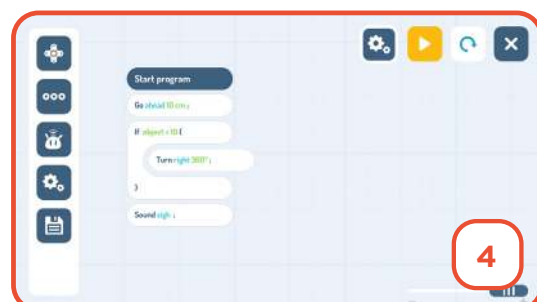 Start program
Go ahead 10 cm ;
If object < 10 {
Turn right 360° ;
}
Sound sigh ;
4